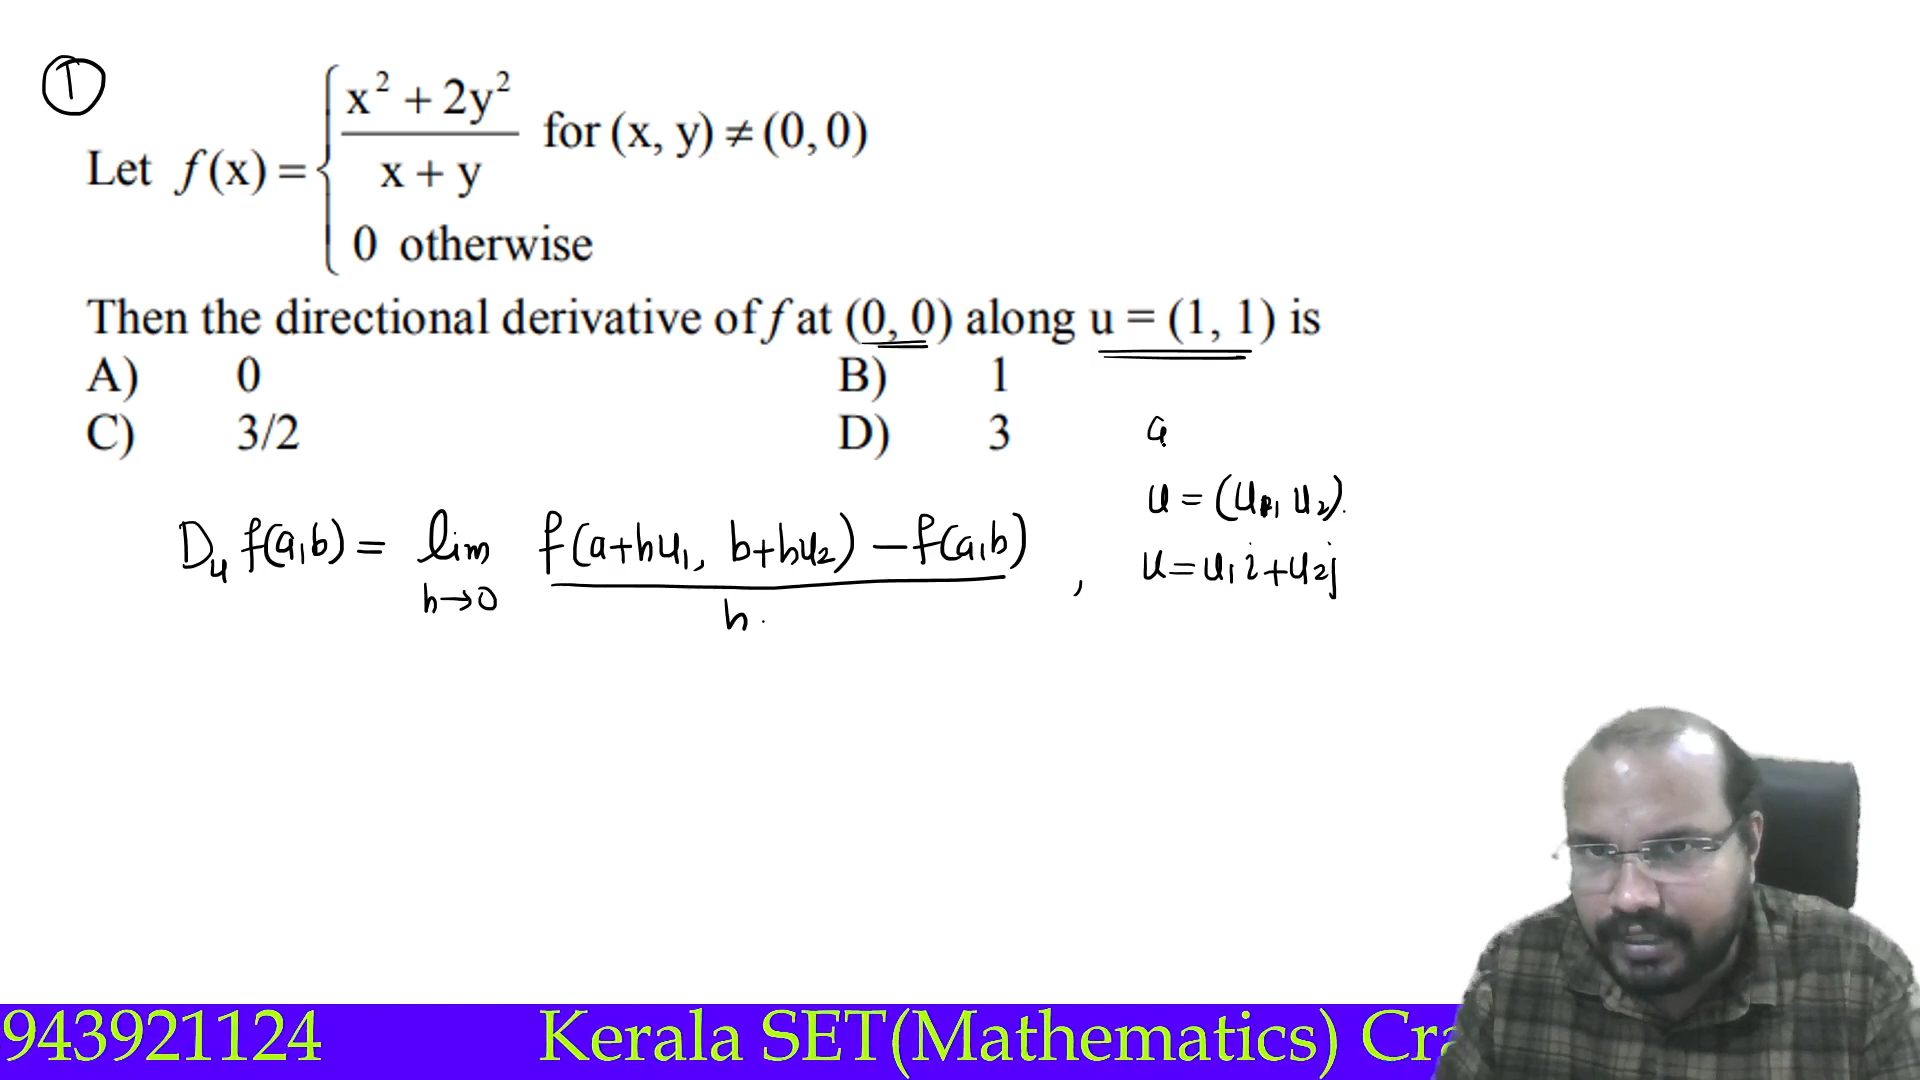 ①
Let f(x) = { x² + 2y² / x + y for (x, y) ≠ (0, 0)
0 otherwise
Then the directional derivative of f at (0, 0) along u = (1, 1) is
A) 0 B) 1
C) 3/2 D) 3
a
u = (u₁, u₂).
D_u f(a,b) = lim h→0 f(a+hu₁, b+hu₂) − f(a,b) / h. , u = u₁i + u₂j
943921124 Kerala SET(Mathematics) Cra